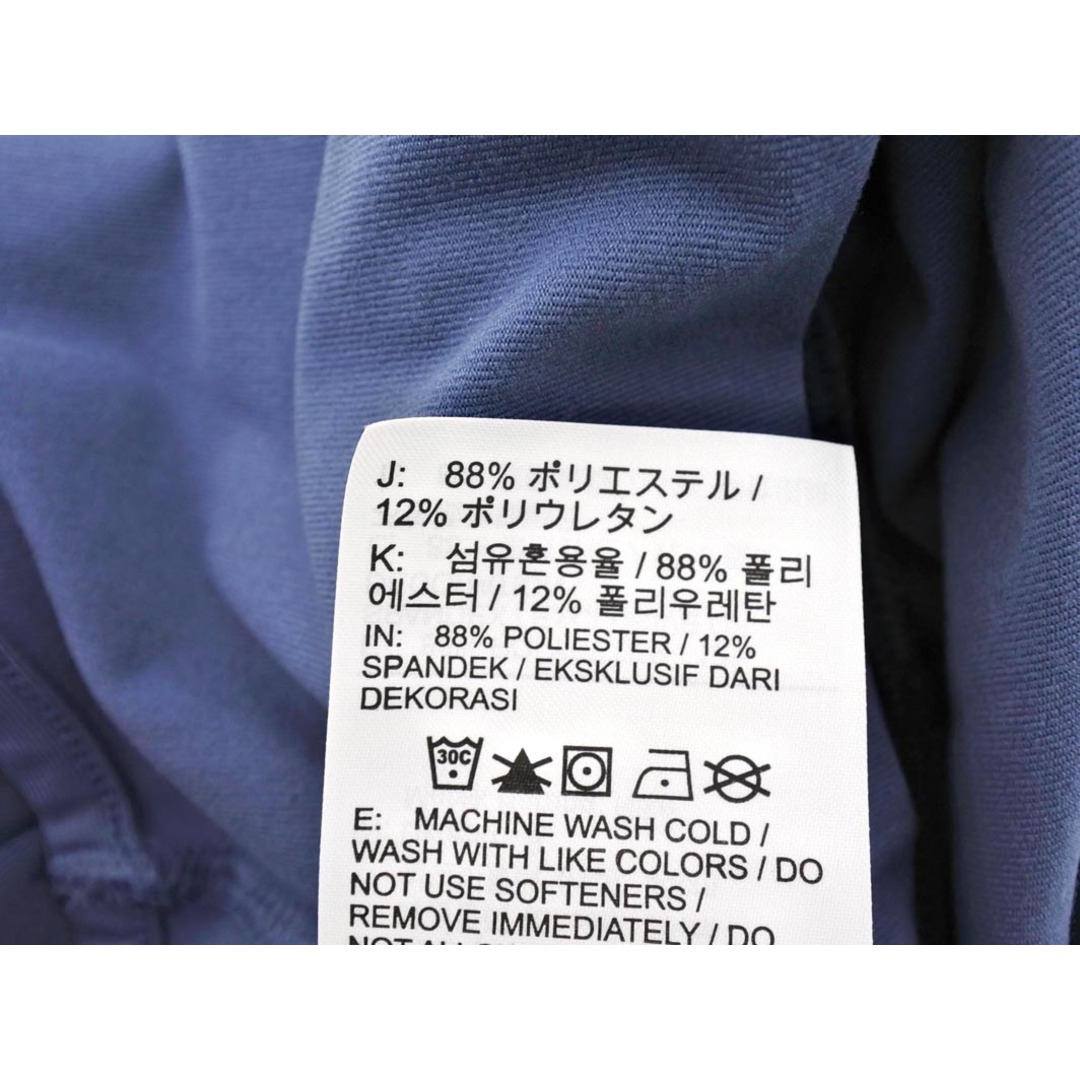 J: 88% ポリエステル /
12% ポリウレタン
K: 섬유혼용율 / 88% 폴리
에스터 / 12% 폴리우레탄
IN: 88% POLIESTER / 12%
SPANDEK / EKSKLUSIF DARI
DEKORASI
30C
E: MACHINE WASH COLD /
WASH WITH LIKE COLORS / DO
NOT USE SOFTENERS /
REMOVE IMMEDIATELY / DO
NOT